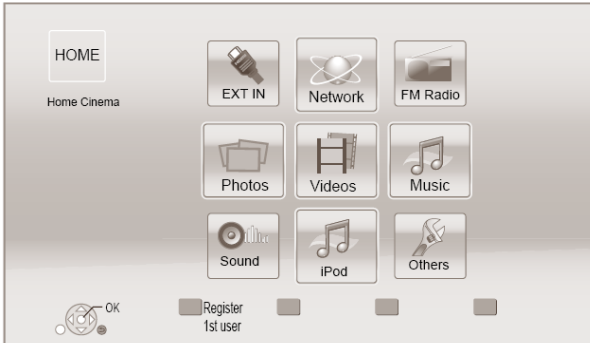 HOME
Home Cinema
EXT IN
Network
FM Radio
Photos
Videos
Music
Sound
iPod
Others
OK
Register
1st user